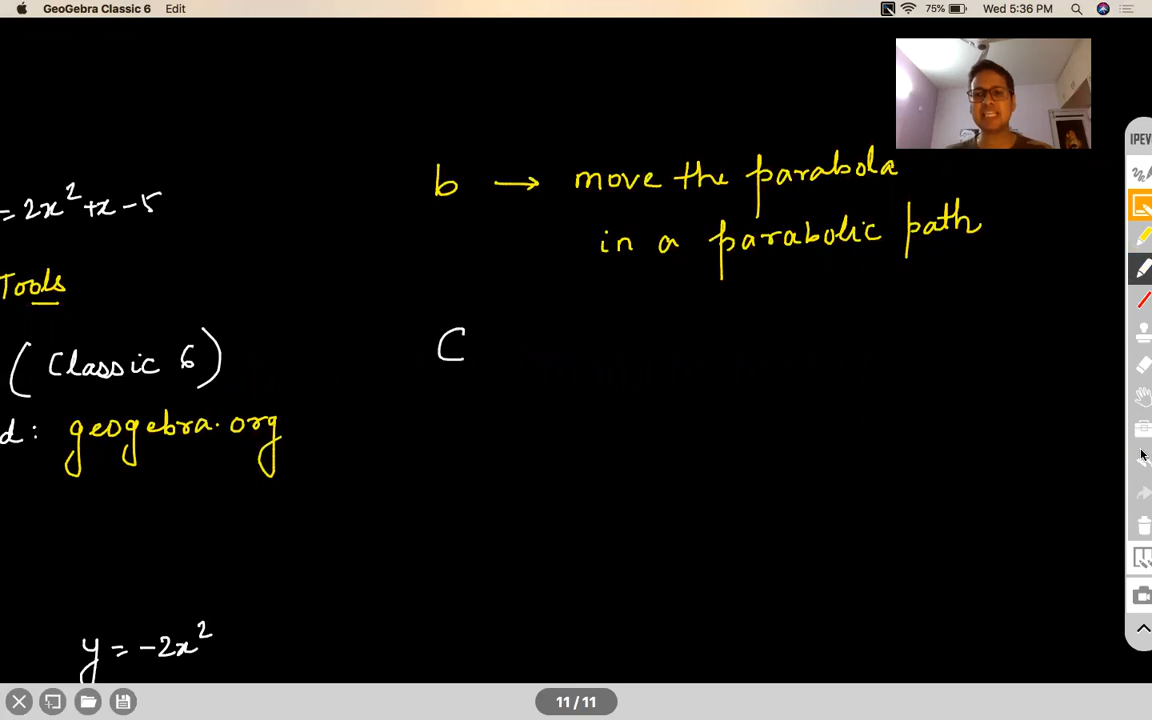 GeoGebra Classic 6 Edit 75% Wed 5:36 PM
IPEV
b → move the parabola
in a parabolic path
= 2x² + x - 5
Tools
(Classic 6)
C
d: geogebra.org
y = -2x²
11 / 11